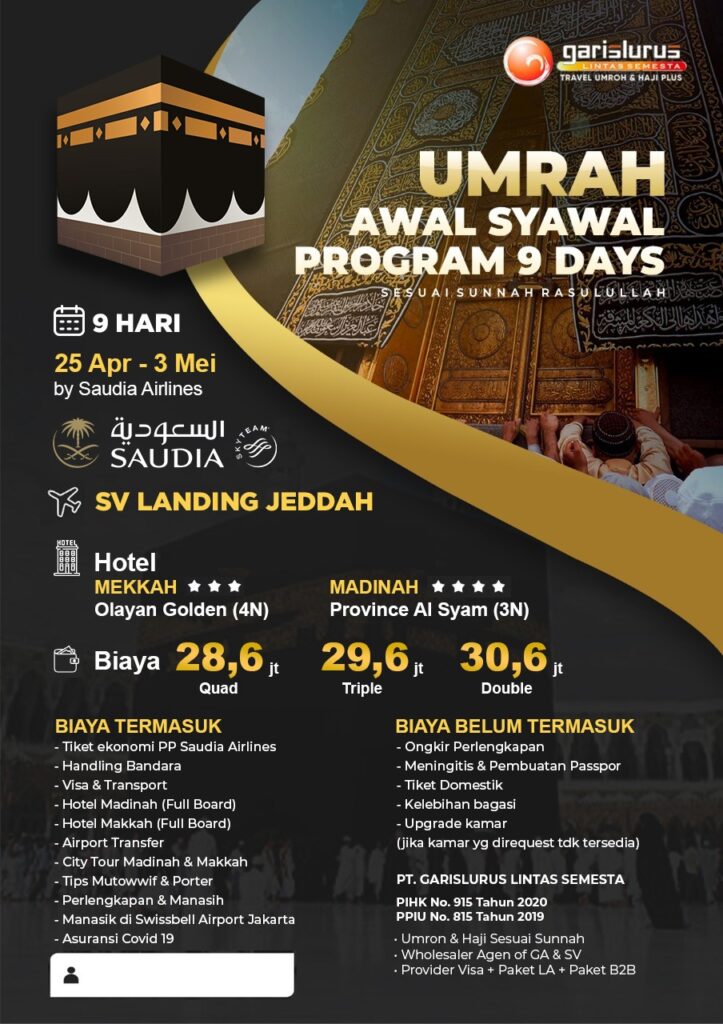 garislurus
LINTAS SEMESTA
TRAVEL UMROH & HAJI PLUS
UMRAH
AWAL SYAWAL
PROGRAM 9 DAYS
SESUAI SUNNAH RASULULLAH
9 HARI
25 Apr - 3 Mei
by Saudia Airlines
السعودية
SAUDIA
SKYTEAM
SV LANDING JEDDAH
HOTEL
Hotel
MEKKAH
Olayan Golden (4N)
MADINAH
Province Al Syam (3N)
Biaya
28,6 jt
Quad
29,6 jt
Triple
30,6 jt
Double
BIAYA TERMASUK
- Tiket ekonomi PP Saudia Airlines
- Handling Bandara
- Visa & Transport
- Hotel Madinah (Full Board)
- Hotel Makkah (Full Board)
- Airport Transfer
- City Tour Madinah & Makkah
- Tips Mutowwif & Porter
- Perlengkapan & Manasih
- Manasik di Swissbell Airport Jakarta
- Asuransi Covid 19
BIAYA BELUM TERMASUK
- Ongkir Perlengkapan
- Meningitis & Pembuatan Passpor
- Tiket Domestik
- Kelebihan bagasi
- Upgrade kamar
(jika kamar yg direquest tdk tersedia)
PT. GARISLURUS LINTAS SEMESTA
PIHK No. 915 Tahun 2020
PPIU No. 815 Tahun 2019
• Umron & Haji Sesuai Sunnah
• Wholesaler Agen of GA & SV
• Provider Visa + Paket LA + Paket B2B